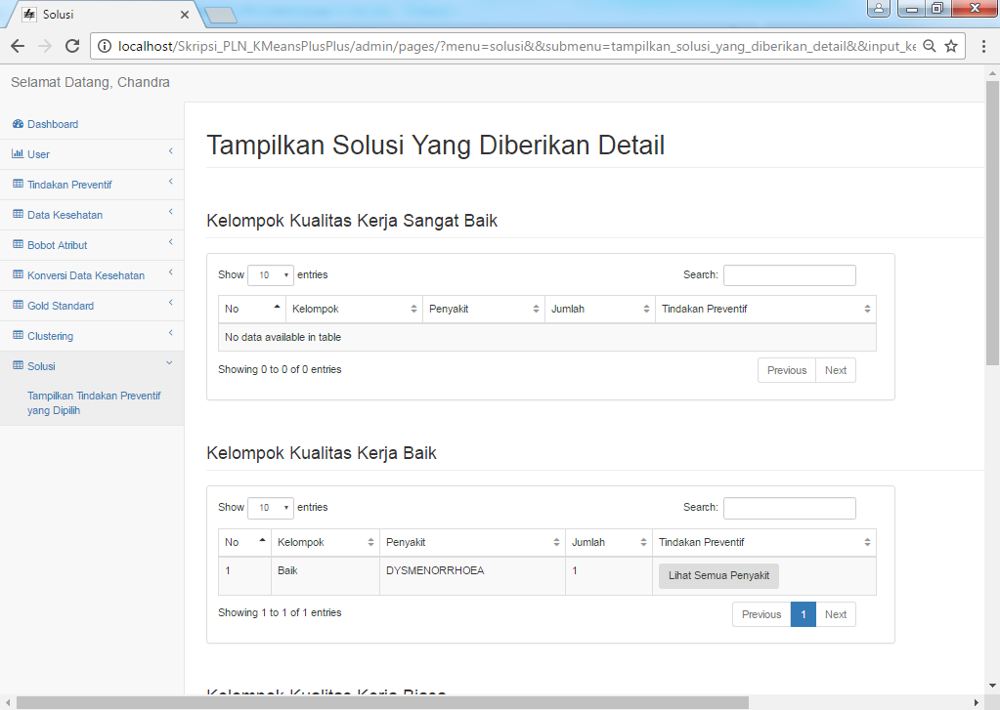 Solusi
localhost/Skripsi_PLN_KMeansPlusPlus/admin/pages/?menu=solusi&&submenu=tampilkan_solusi_yang_diberikan_detail&&input_ke
Selamat Datang, Chandra
Dashboard
User
Tindakan Preventif
Data Kesehatan
Bobot Atribut
Konversi Data Kesehatan
Gold Standard
Clustering
Solusi
Tampilkan Tindakan Preventif
yang Dipilih
Tampilkan Solusi Yang Diberikan Detail
Kelompok Kualitas Kerja Sangat Baik
Show 10 entries Search:
No Kelompok Penyakit Jumlah Tindakan Preventif
No data available in table
Showing 0 to 0 of 0 entries Previous Next
Kelompok Kualitas Kerja Baik
Show 10 entries Search:
No Kelompok Penyakit Jumlah Tindakan Preventif
1 Baik DYSMENORRHOEA 1 Lihat Semua Penyakit
Showing 1 to 1 of 1 entries Previous 1 Next
Kelompok Kualitas Kerja Biasa